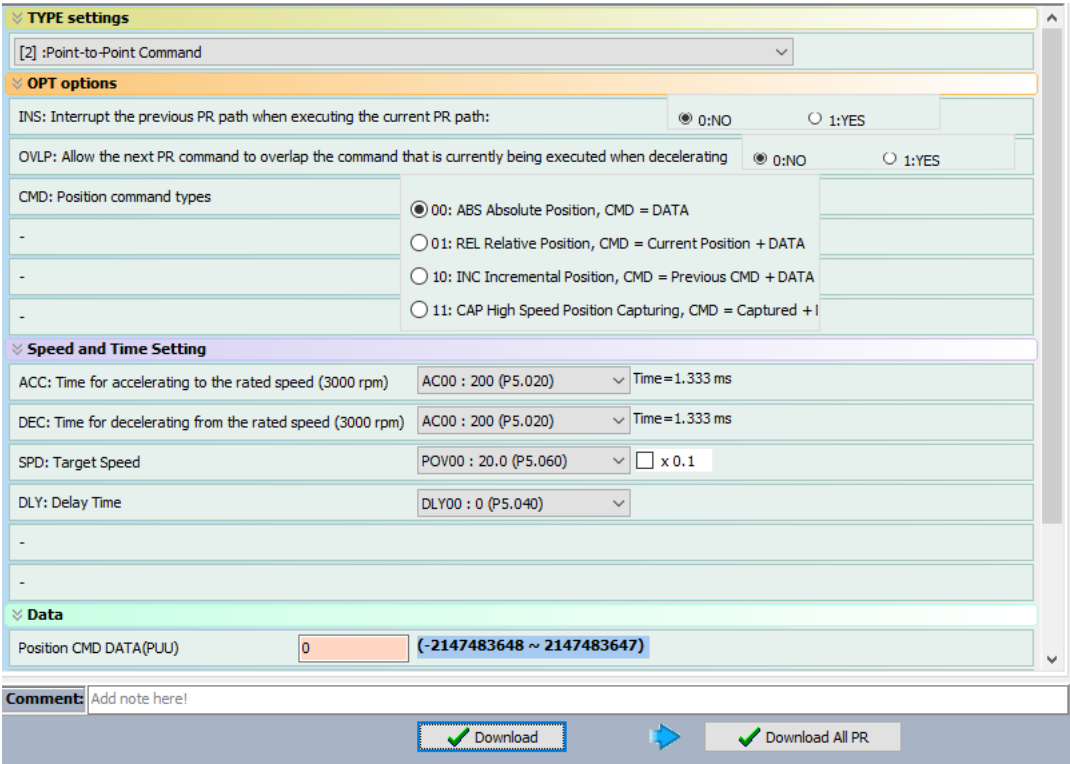 TYPE settings
[2] :Point-to-Point Command
OPT options
INS: Interrupt the previous PR path when executing the current PR path: 0:NO 1:YES
OVLP: Allow the next PR command to overlap the command that is currently being executed when decelerating 0:NO 1:YES
CMD: Position command types
00: ABS Absolute Position, CMD = DATA
-
01: REL Relative Position, CMD = Current Position + DATA
-
10: INC Incremental Position, CMD = Previous CMD + DATA
-
11: CAP High Speed Position Capturing, CMD = Captured +
Speed and Time Setting
ACC: Time for accelerating to the rated speed (3000 rpm) AC00 : 200 (P5.020) Time=1.333 ms
DEC: Time for decelerating from the rated speed (3000 rpm) AC00 : 200 (P5.020) Time=1.333 ms
SPD: Target Speed POV00 : 20.0 (P5.060) x 0.1
DLY: Delay Time DLY00 : 0 (P5.040)
-
-
Data
Position CMD DATA(PUU) 0 (-2147483648 ~ 2147483647)
Comment: Add note here!
Download Download All PR